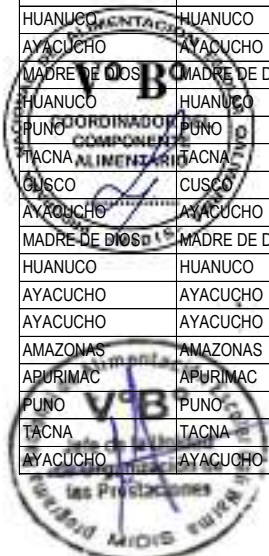 HUANUCO HUANUCO
AYACUCHO AYACUCHO
MADRE DE DIOS MADRE DE D
HUANUCO HUANUCO
PUNO PUNO
TACNA TACNA
CUSCO CUSCO
AYACUCHO AYACUCHO
MADRE DE DIOS MADRE DE D
HUANUCO HUANUCO
AYACUCHO AYACUCHO
AYACUCHO AYACUCHO
AMAZONAS AMAZONAS
APURIMAC APURIMAC
PUNO PUNO
TACNA TACNA
AYACUCHO AYACUCHO
V° B°
COORDINADOR
COMPONENTE
ALIMENTARIO
V° B°
las Prestaciones
MIDIS